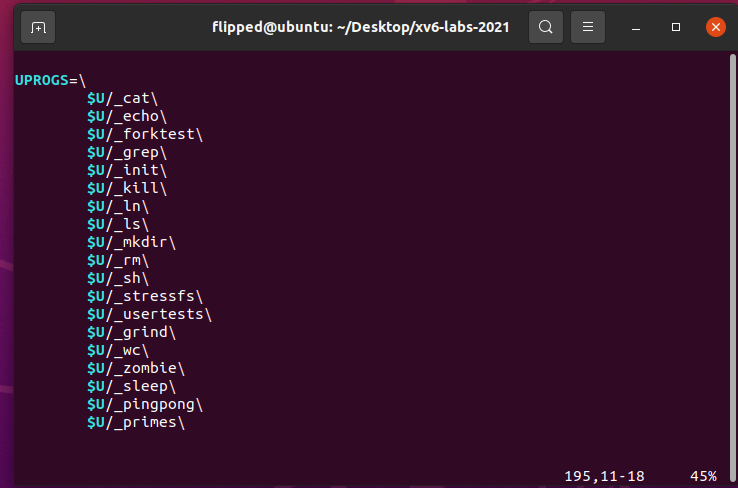 flipped@ubuntu: ~/Desktop/xv6-labs-2021
UPROGS=\
$U/_cat\
$U/_echo\
$U/_forktest\
$U/_grep\
$U/_init\
$U/_kill\
$U/_ln\
$U/_ls\
$U/_mkdir\
$U/_rm\
$U/_sh\
$U/_stressfs\
$U/_usertests\
$U/_grind\
$U/_wc\
$U/_zombie\
$U/_sleep\
$U/_pingpong\
$U/_primes\
195,11-18 45%